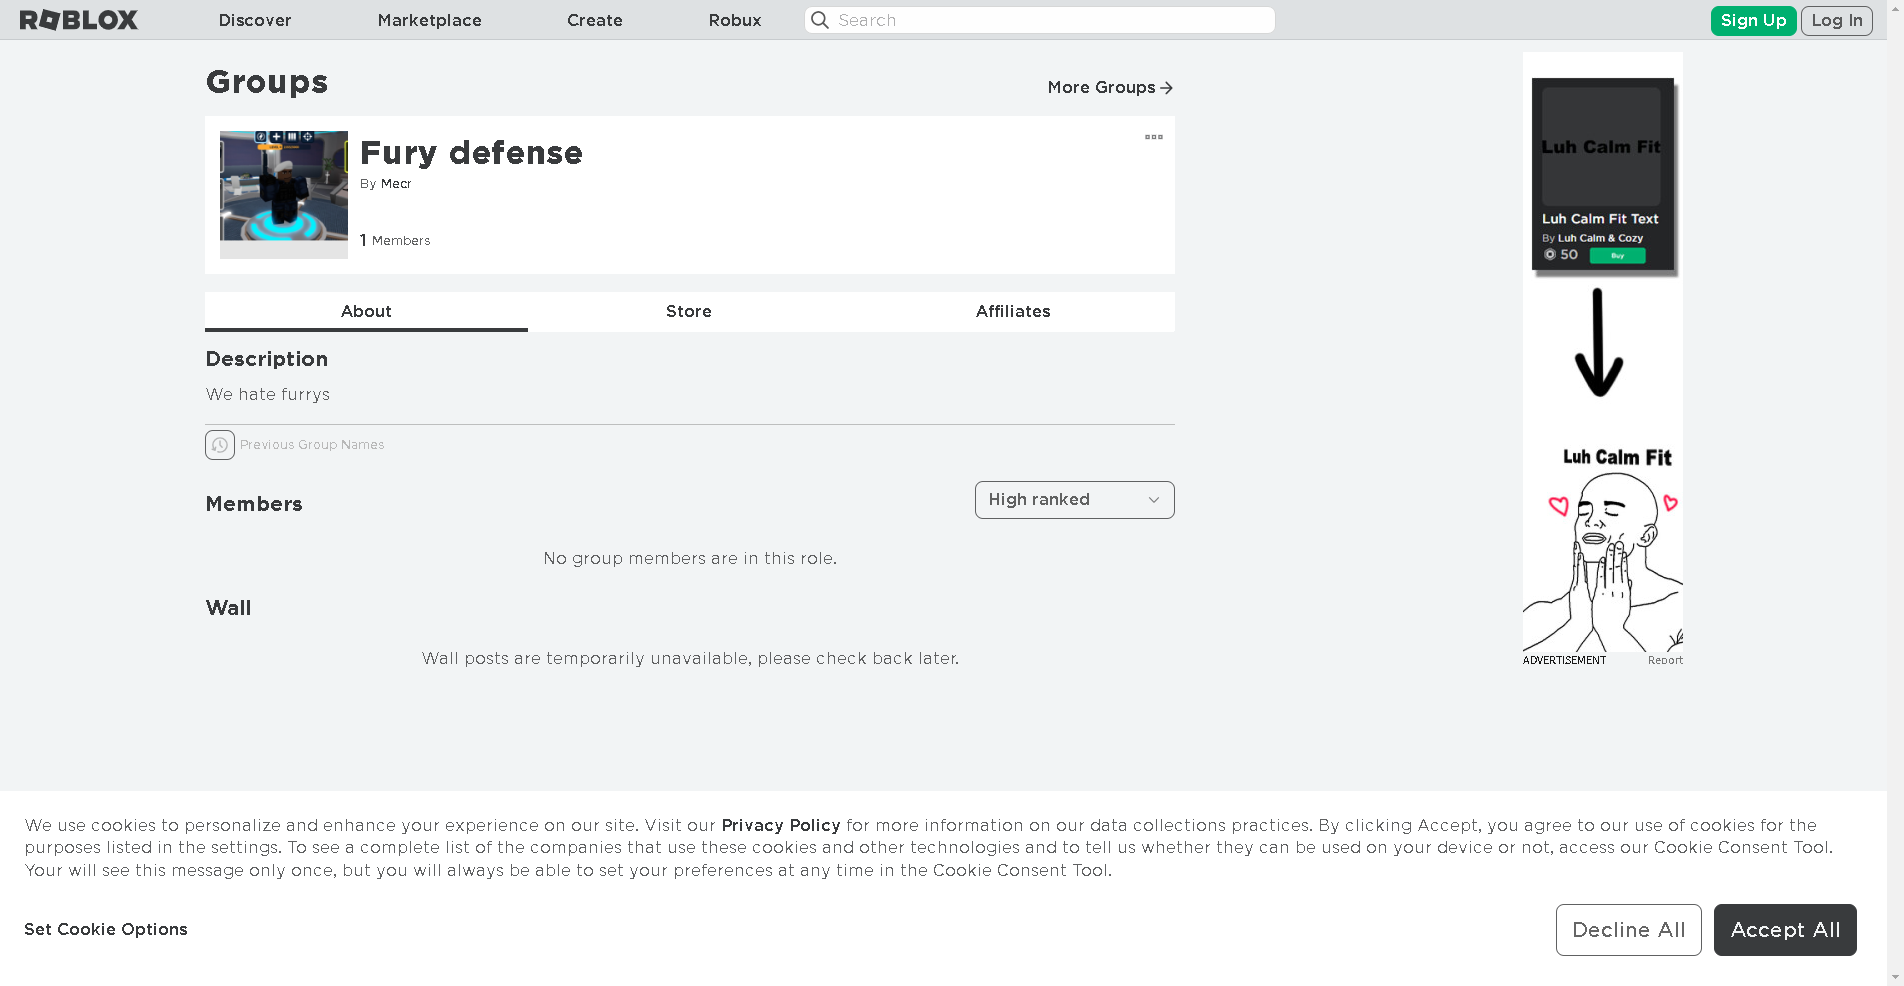 ROBLOX
Discover
Marketplace
Create
Robux
Search
Sign Up
Log In
Groups
More Groups
Fury defense
By Mecr
1 Members
About
Store
Affiliates
Description
We hate furrys
Previous Group Names
Members
High ranked
No group members are in this role.
Wall
Wall posts are temporarily unavailable, please check back later.
Luh Calm Fit
Luh Calm Fit Text
By Luh Calm & Cozy
50
Buy
Luh Calm Fit
ADVERTISEMENT
Report
We use cookies to personalize and enhance your experience on our site. Visit our Privacy Policy for more information on our data collections practices. By clicking Accept, you agree to our use of cookies for the
purposes listed in the settings. To see a complete list of the companies that use these cookies and other technologies and to tell us whether they can be used on your device or not, access our Cookie Consent Tool.
Your will see this message only once, but you will always be able to set your preferences at any time in the Cookie Consent Tool.
Set Cookie Options
Decline All
Accept All